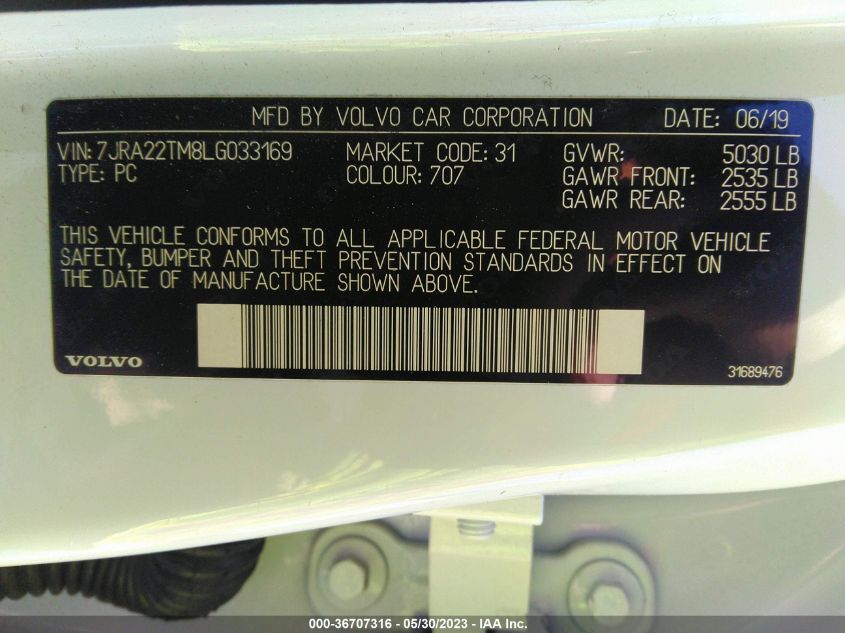 MFD BY VOLVO CAR CORPORATION DATE: 06/19
VIN: 7JRA22TM8LG033169 MARKET CODE: 31 GVWR: 5030 LB
TYPE: PC COLOUR: 707 GAWR FRONT: 2535 LB
GAWR REAR: 2555 LB
THIS VEHICLE CONFORMS TO ALL APPLICABLE FEDERAL MOTOR VEHICLE
SAFETY, BUMPER AND THEFT PREVENTION STANDARDS IN EFFECT ON
THE DATE OF MANUFACTURE SHOWN ABOVE.
VOLVO 31689476
000-36707316 - 05/30/2023 - IAA Inc.